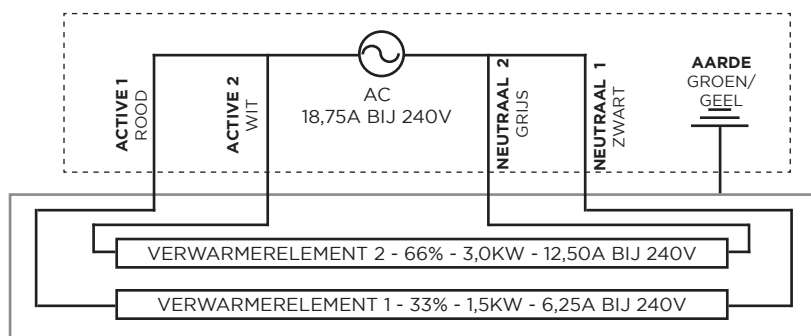 ACTIVE 1
ROOD
ACTIVE 2
WIT
AC
18,75A BIJ 240V
NEUTRAAL 2
GRIJS
NEUTRAAL 1
ZWART
AARDE
GROEN/
GEEL
VERWARMERELEMENT 2 - 66% - 3,0KW - 12,50A BIJ 240V
VERWARMERELEMENT 1 - 33% - 1,5KW - 6,25A BIJ 240V